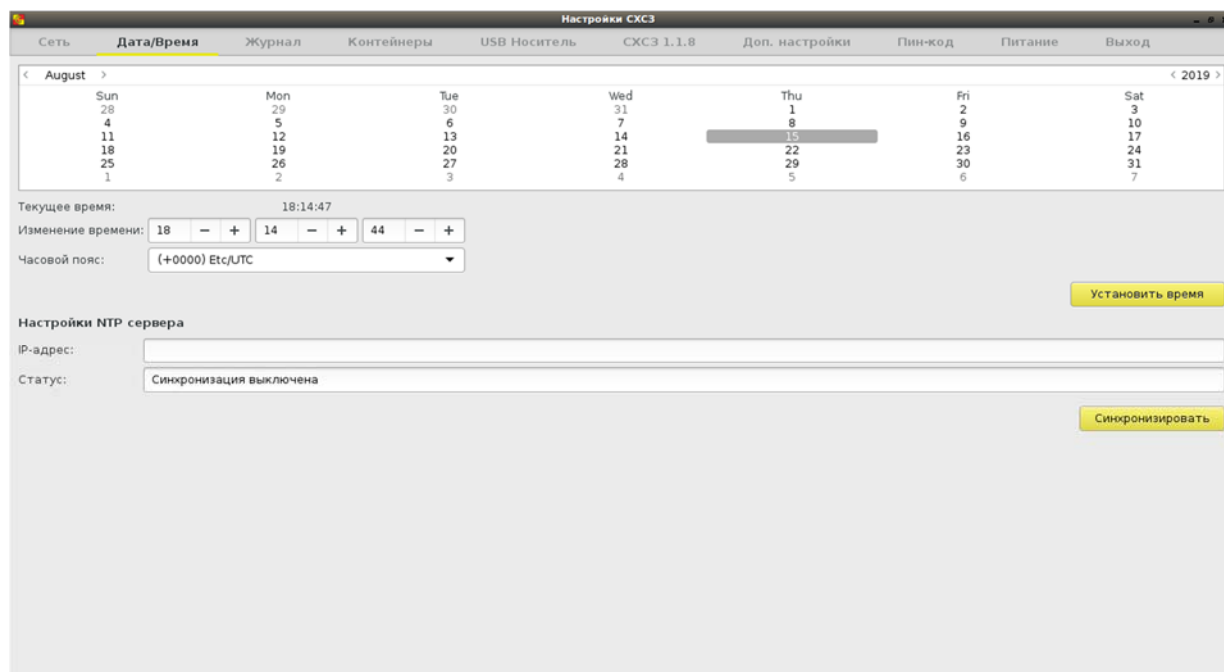 Настройки СХСЗ
Сеть Дата/Время Журнал Контейнеры USB Носитель СХСЗ 1.1.8 Доп. настройки Пин-код Питание Выход
< August > < 2019 >
Sun Mon Tue Wed Thu Fri Sat
28 29 30 31 1 2 3
4 5 6 7 8 9 10
11 12 13 14 15 16 17
18 19 20 21 22 23 24
25 26 27 28 29 30 31
1 2 3 4 5 6 7
Текущее время: 18:14:47
Изменение времени: 18 − + 14 − + 44 − +
Часовой пояс: (+0000) Etc/UTC
Установить время
Настройки NTP сервера
IP-адрес:
Статус: Синхронизация выключена
Синхронизировать